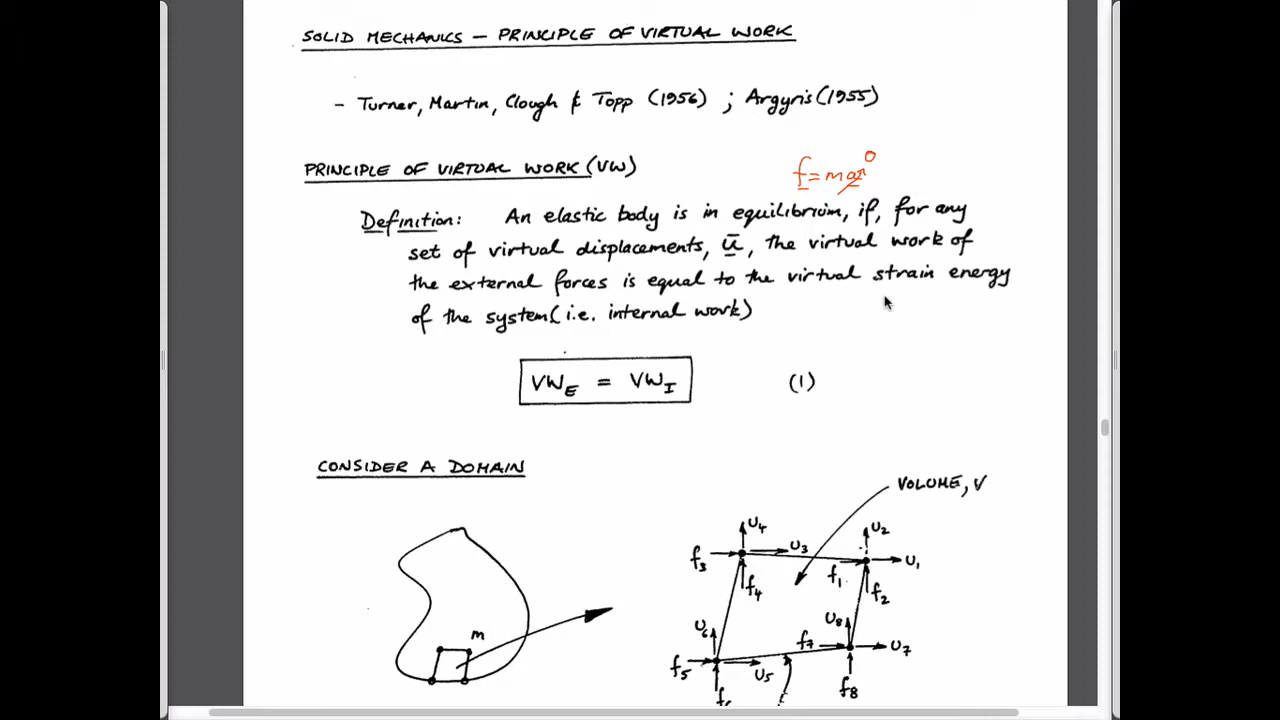 SOLID MECHANICS – PRINCIPLE OF VIRTUAL WORK
- Turner, Martin, Clough & Topp (1956) ; Argyris (1955)
PRINCIPLE OF VIRTUAL WORK (VW)
f = ma 0
Definition: An elastic body is in equilibrium, if, for any
set of virtual displacements, ū, the virtual work of
the external forces is equal to the virtual strain energy
of the system (i.e. internal work)
VW_E = VW_I (1)
CONSIDER A DOMAIN
VOLUME, V
U4 U2
f3 U3 f1 U1
f4 f2
m U6 f7 U8 U7
f5 U5
f8